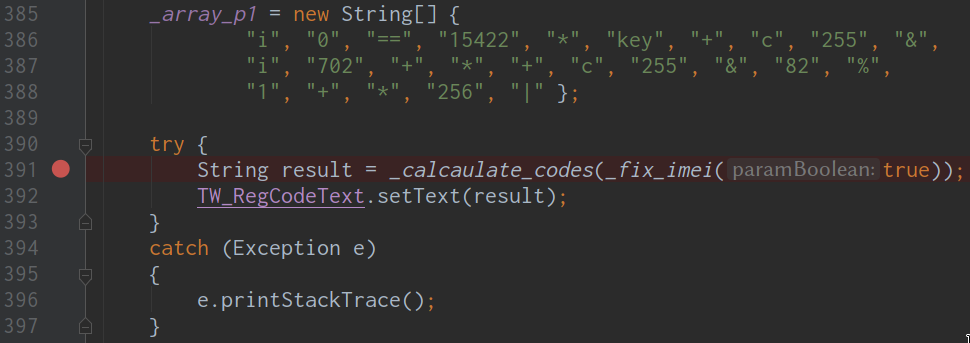 385 _array_p1 = new String[] {
386 "i", "0", "==", "15422", "*", "key", "+", "c", "255", "&",
387 "i", "702", "+", "*", "+", "c", "255", "&", "82", "%",
388 "1", "+", "*", "256", "|" };
389
390 try {
391 String result = _calcaulate_codes(_fix_imei( paramBoolean: true));
392 TW_RegCodeText.setText(result);
393 }
394 catch (Exception e)
395 {
396 e.printStackTrace();
397 }